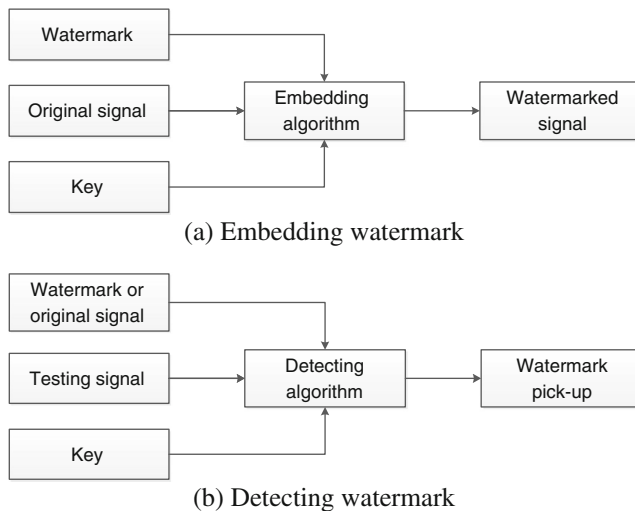 Watermark
Original signal
Key
Embedding
algorithm
Watermarked
signal
(a) Embedding watermark
Watermark or
original signal
Testing signal
Key
Detecting
algorithm
Watermark
pick-up
(b) Detecting watermark